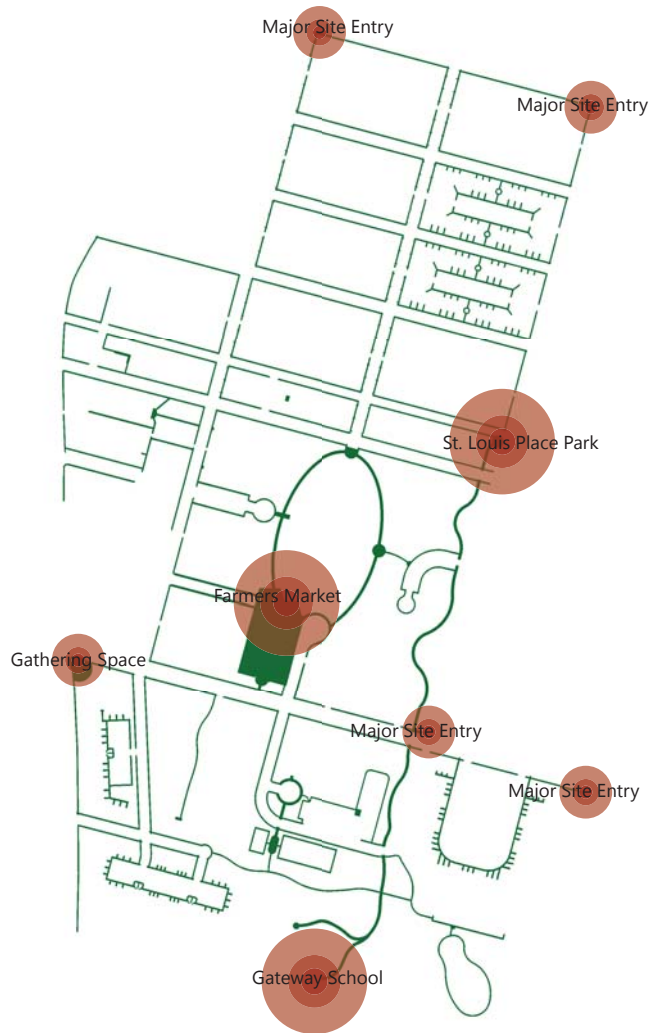 Major Site Entry
Major Site Entry
St. Louis Place Park
Farmers Market
Gathering Space
Major Site Entry
Major Site Entry
Gateway School